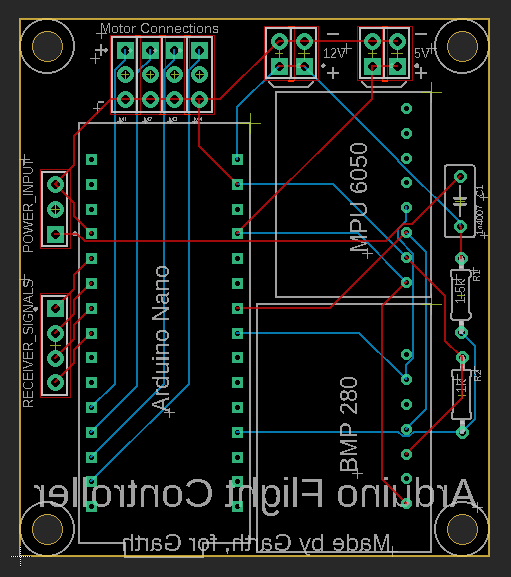 Motor Connections
12V
5V
POWER_INPUT
MPU 6050
C1
1n4007
R1
1.5k
RECEIVER_SIGNALS
Arduino Nano
BMP 280
R2
1k
Arduino Flight Controller
Made by Garth, for Garth